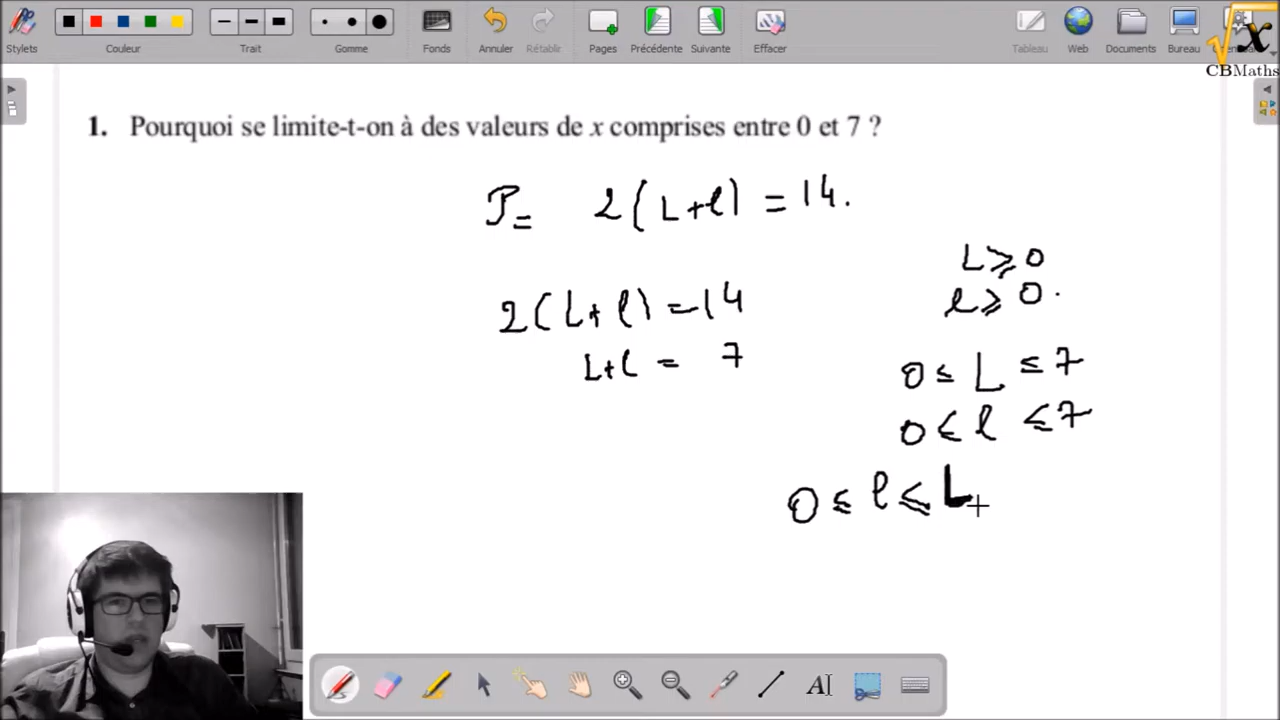 Stylets Couleur Trait Gomme Fonds Annuler Rétablir Pages Précédente Suivante Effacer Tableau Web Documents Bureau
√x
CBMaths
1. Pourquoi se limite-t-on à des valeurs de x comprises entre 0 et 7 ?
P= 2(L+l) = 14.
L⩾0
l⩾0.
2(L+l) = 14
L+l = 7
0 ≤ L ≤ 7
0 ≤ l ≤ 7
0 ≤ l ≤ L
AI